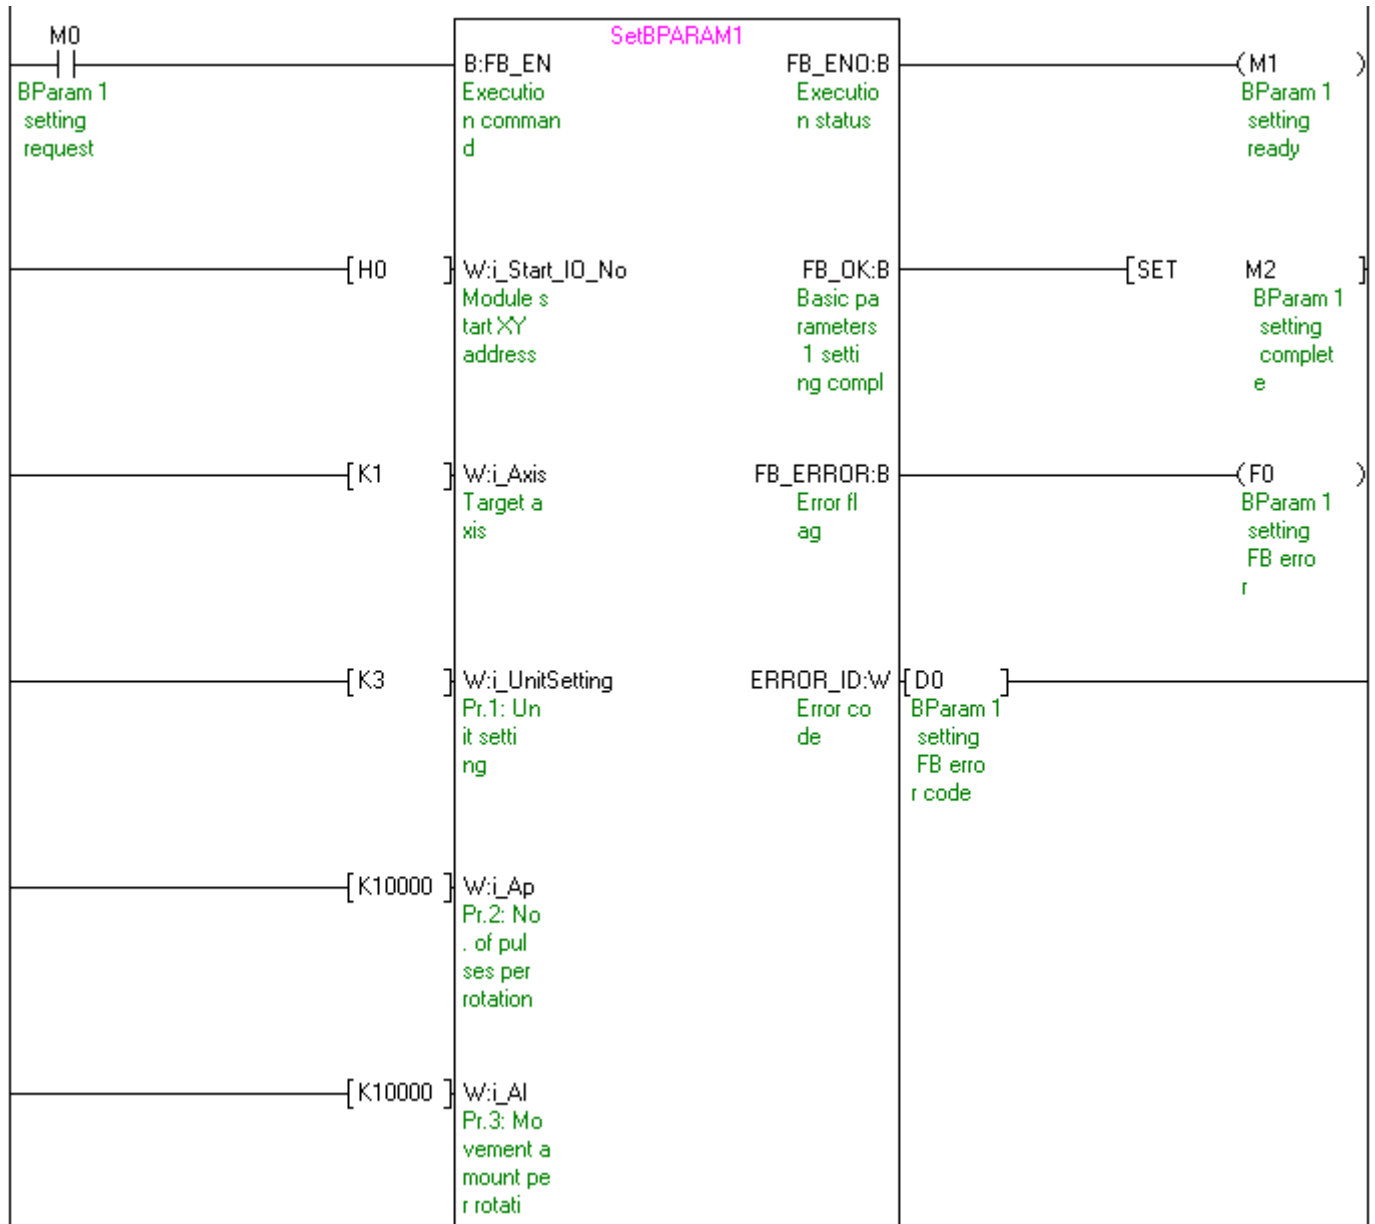 M0
SetBPARAM1
B:FB_EN
FB_ENO:B
(M1 )
BParam 1
setting
request
Executio
n comman
d
Executio
n status
BParam 1
setting
ready
[H0 ]
W:i_Start_IO_No
FB_OK:B
[SET M2 ]
Module s
tart XY
address
Basic pa
rameters
1 setti
ng compl
BParam 1
setting
complet
e
[K1 ]
W:i_Axis
FB_ERROR:B
(F0 )
Target a
xis
Error fl
ag
BParam 1
setting
FB erro
r
[K3 ]
W:i_UnitSetting
ERROR_ID:W
[D0 ]
Pr.1: Un
it setti
ng
Error co
de
BParam 1
setting
FB erro
r code
[K10000 ]
W:i_Ap
Pr.2: No
. of pul
ses per
rotation
[K10000 ]
W:i_Al
Pr.3: Mo
vement a
mount pe
r rotati